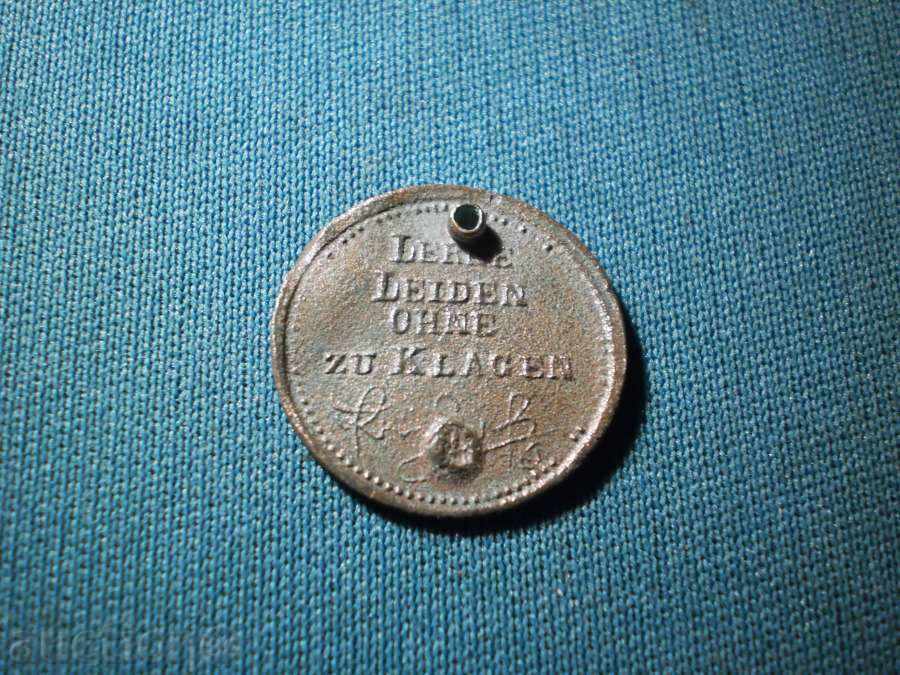 LERNE
LEIDEN
OHNE
ZU KLAGEN